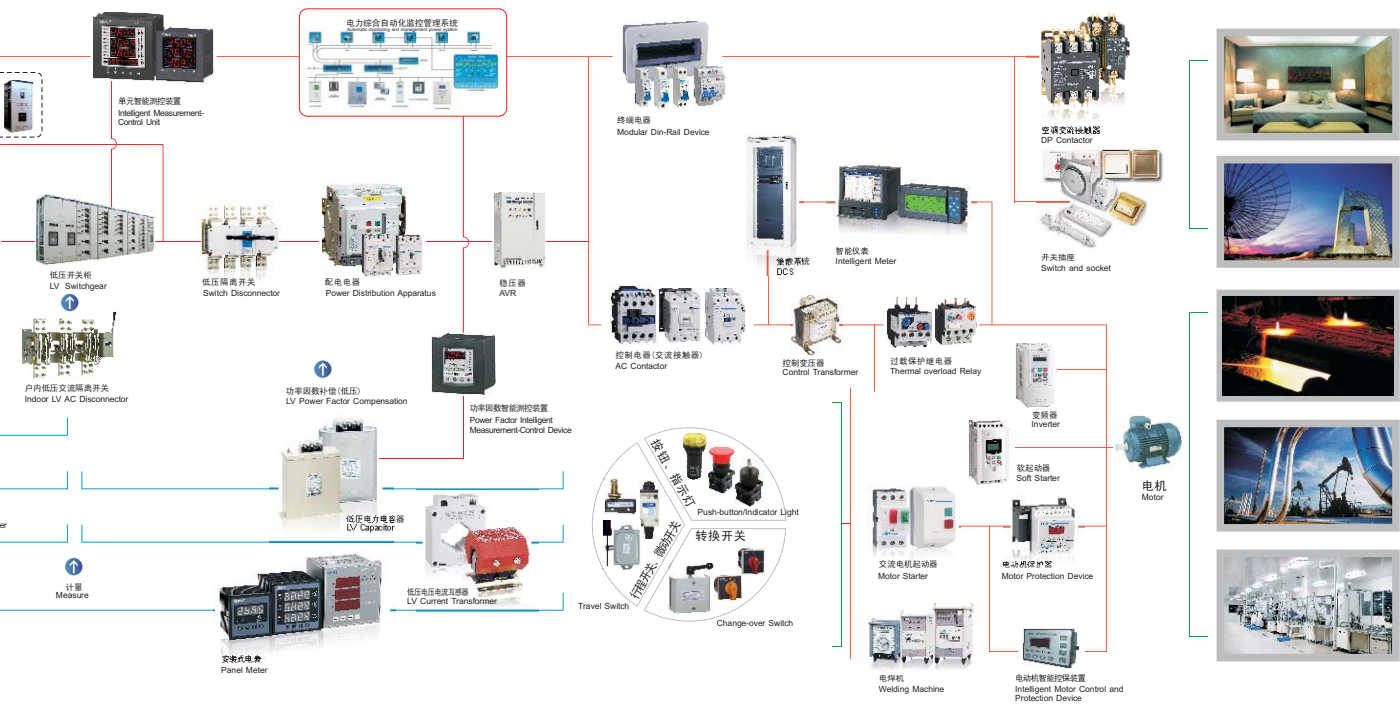 电力综合自动化监控管理系统
Automatic monitoring and management power system
单元智能测控装置
Intelligent Measurement-
Control Unit
终端电器
Modular Din-Rail Device
空调交流接触器
DP Contactor
低压开关柜
LV Switchgear
低压隔离开关
Switch Disconnector
配电电器
Power Distribution Apparatus
稳压器
AVR
集散系统
DCS
智能仪表
Intelligent Meter
开关插座
Switch and socket
户内低压交流隔离开关
Indoor LV AC Disconnector
功率因数补偿(低压)
LV Power Factor Compensation
功率因数智能测控装置
Power Factor Intelligent
Measurement-Control Device
控制电器(交流接触器)
AC Contactor
控制变压器
Control Transformer
过载保护继电器
Thermal overload Relay
变频器
Inverter
软起动器
Soft Starter
电机
Motor
低压电力电容器
LV Capacitor
按钮、指示灯
Push-button/Indicator Light
行程开关、微动开关
Travel Switch
转换开关
Change-over Switch
交流电机起动器
Motor Starter
电动机保护器
Motor Protection Device
计量
Measure
低压电压电流互感器
LV Current Transformer
安装式电表
Panel Meter
电焊机
Welding Machine
电动机智能控保装置
Intelligent Motor Control and
Protection Device